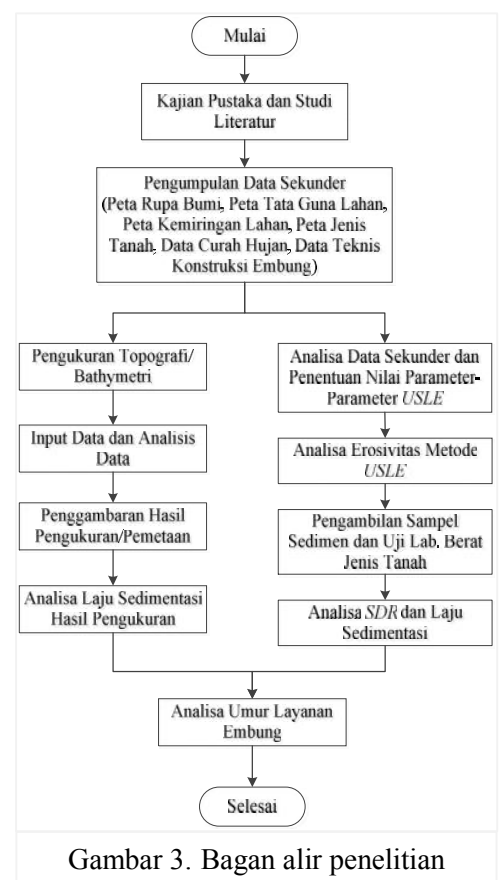 Mulai
Kajian Pustaka dan Studi
Literatur
Pengumpulan Data Sekunder
(Peta Rupa Bumi, Peta Tata Guna Lahan,
Peta Kemiringan Lahan, Peta Jenis
Tanah, Data Curah Hujan, Data Teknis
Konstruksi Embung)
Pengukuran Topografi/
Bathymetri
Input Data dan Analisis
Data
Penggambaran Hasil
Pengukuran/Pemetaan
Analisa Laju Sedimentasi
Hasil Pengukuran
Analisa Data Sekunder dan
Penentuan Nilai Parameter-
Parameter USLE
Analisa Erosivitas Metode
USLE
Pengambilan Sampel
Sedimen dan Uji Lab. Berat
Jenis Tanah
Analisa SDR dan Laju
Sedimentasi
Analisa Umur Layanan
Embung
Selesai
Gambar 3. Bagan alir penelitian